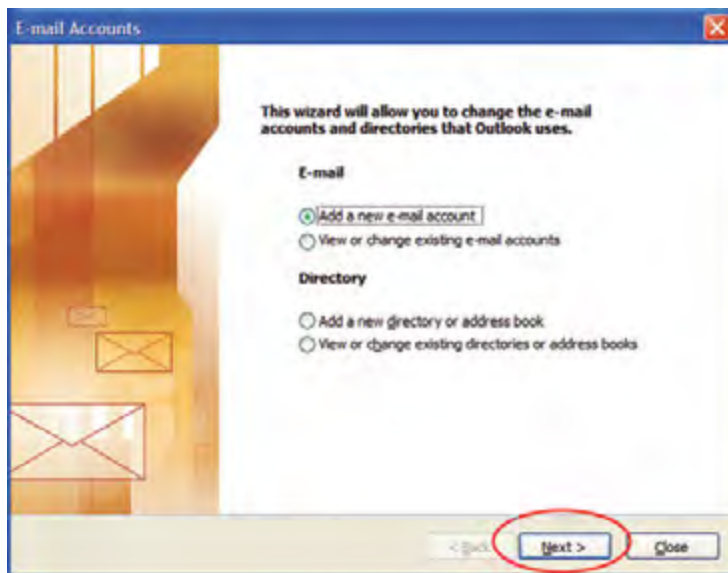 E-mail Accounts
This wizard will allow you to change the e-mail
accounts and directories that Outlook uses.
E-mail
Add a new e-mail account
View or change existing e-mail accounts
Directory
Add a new directory or address book
View or change existing directories or address books
< Back
Next >
Close